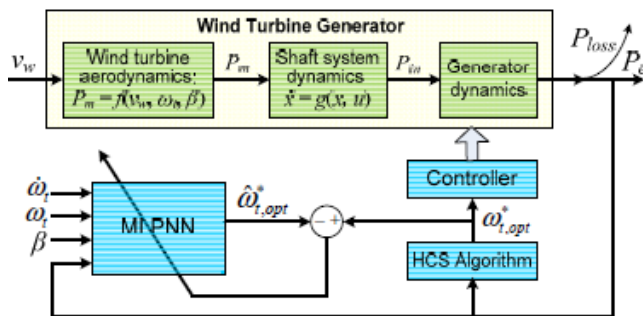 Wind Turbine Generator
P_loss
v_w
Wind turbine
aerodynamics:
P_m = f(v_w, ω_t, β)
P_m
Shaft system
dynamics
ẋ = g(x, u)
P_in
Generator
dynamics
P_e
Controller
ω̇_t
ω_t
β
MLPNN
ω̂*_t,opt
− +
ω*_t,opt
HCS Algorithm